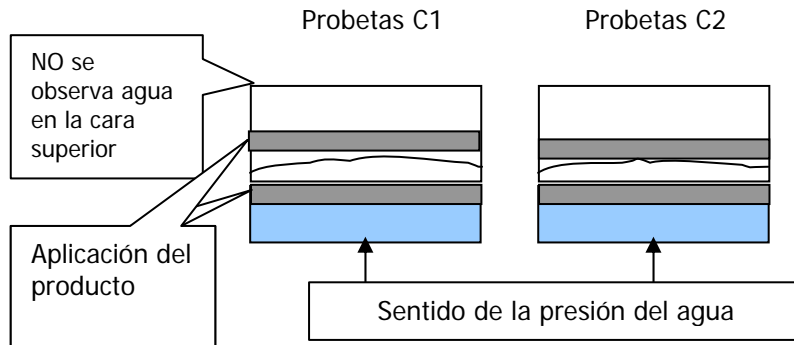 Probetas C1
Probetas C2
NO se
observa agua
en la cara
superior
Aplicación del
producto
Sentido de la presión del agua